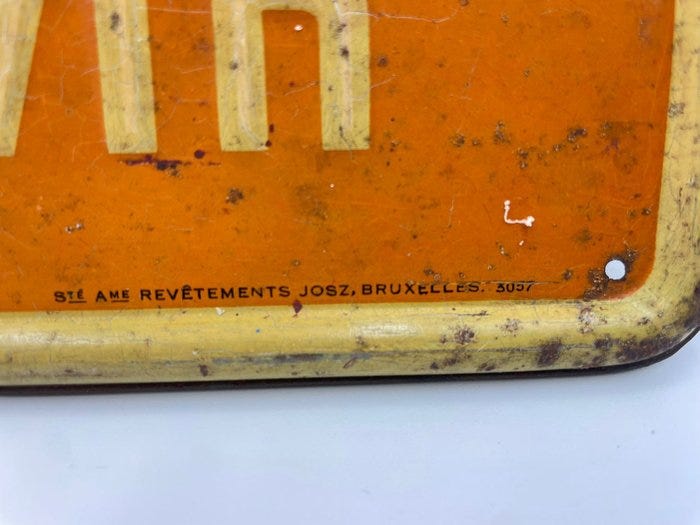 STÉ AME REVÊTEMENTS JOSZ, BRUXELLES. 3057